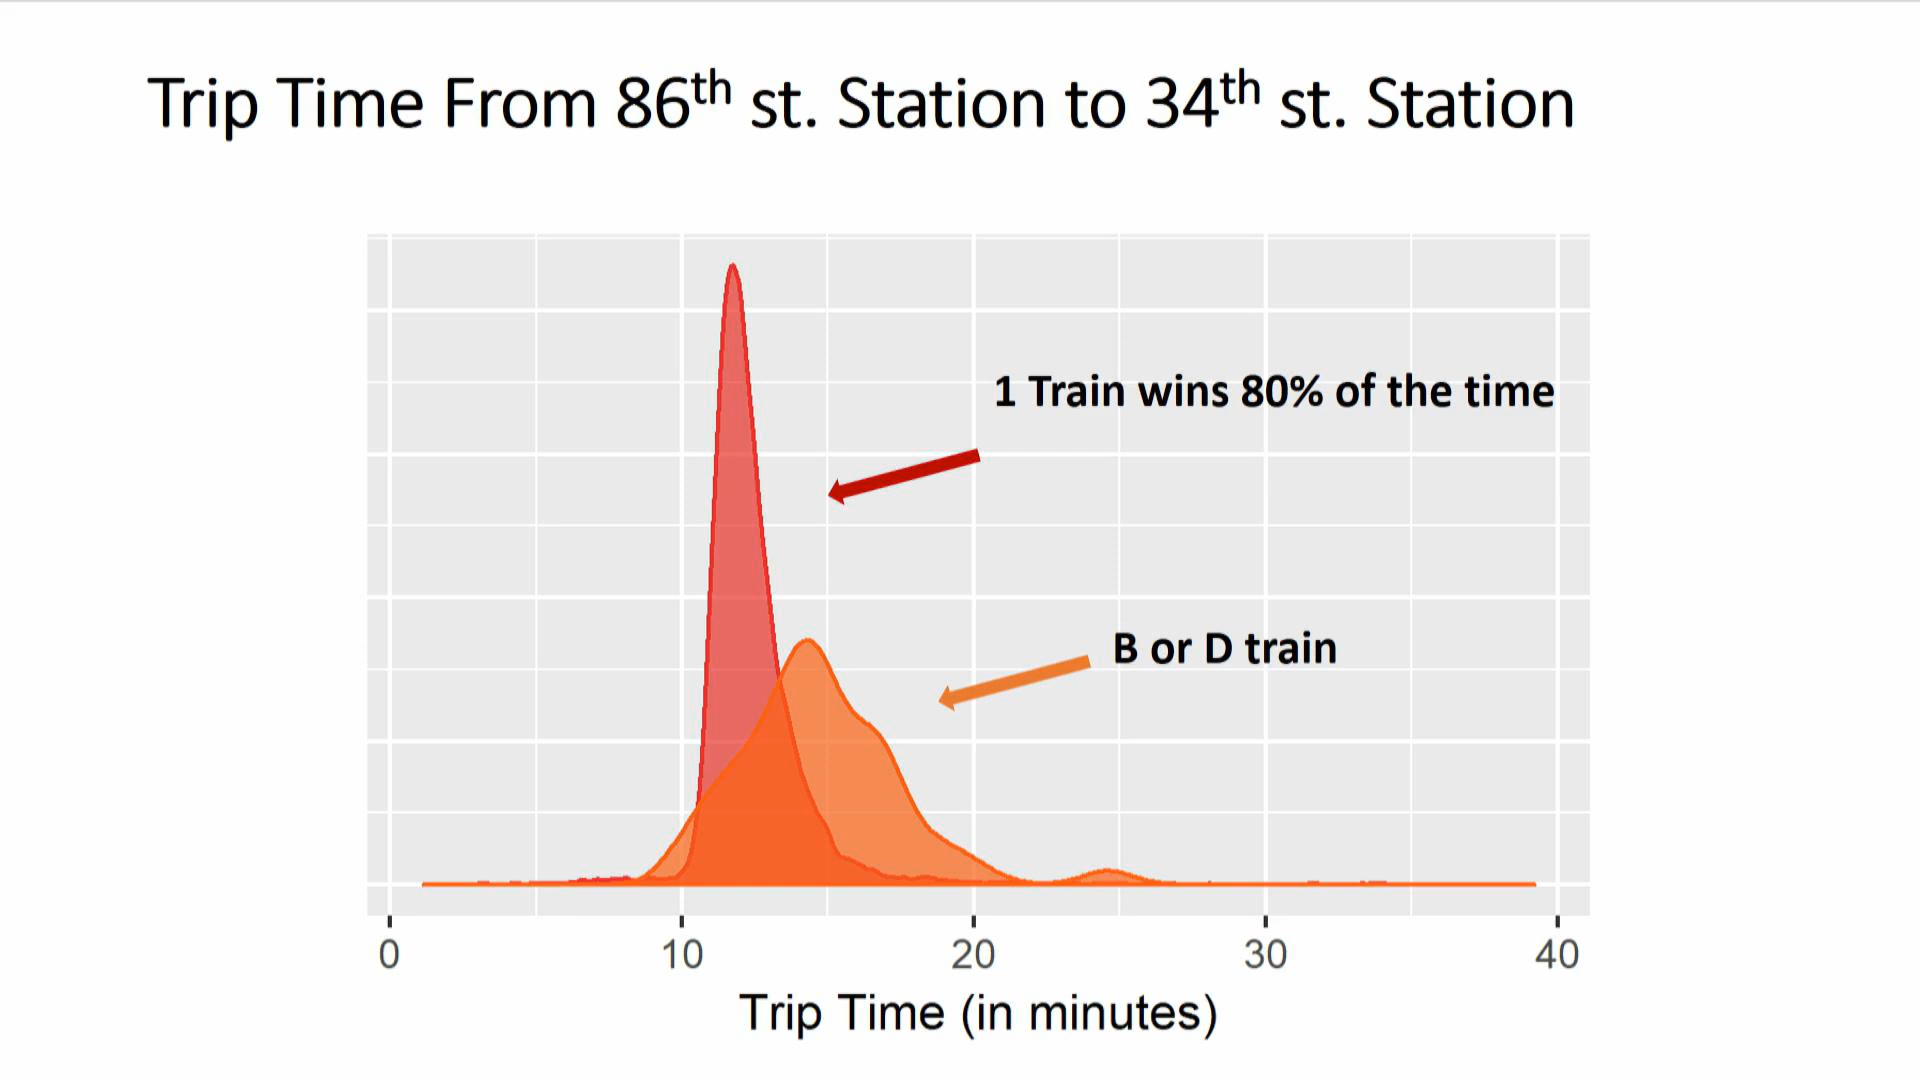 Trip Time From 86th st. Station to 34th st. Station
1 Train wins 80% of the time
B or D train
0 10 20 30 40
Trip Time (in minutes)